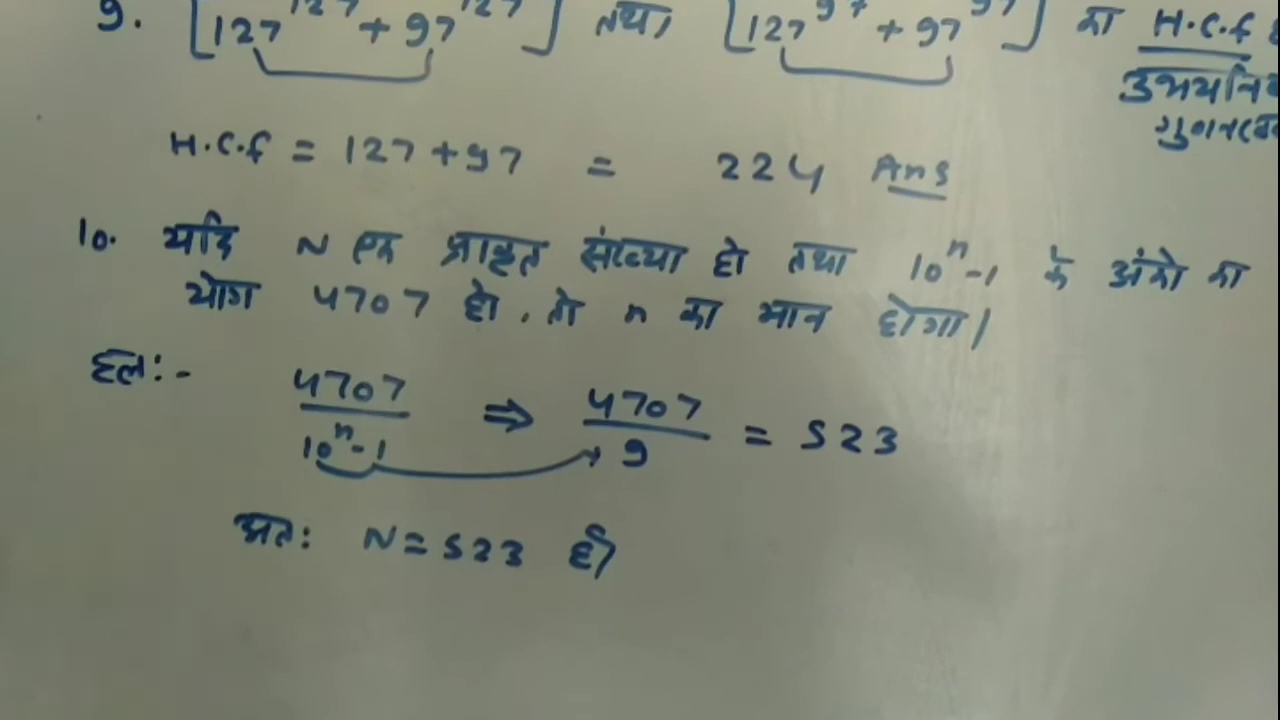 9. [127^127 + 97^127] तथा [127^97 + 97^97] का H.C.f
H.C.f = 127 + 97 = 224 Ans
10. यदि N एक प्राकृत संख्या हो तथा 10^n-1 के अंको का
योग 4707 हो, तो n का मान होगा।
हलः- 4707/10^n-1 ⇒ 4707/9 = 523
अतः N = 523 है